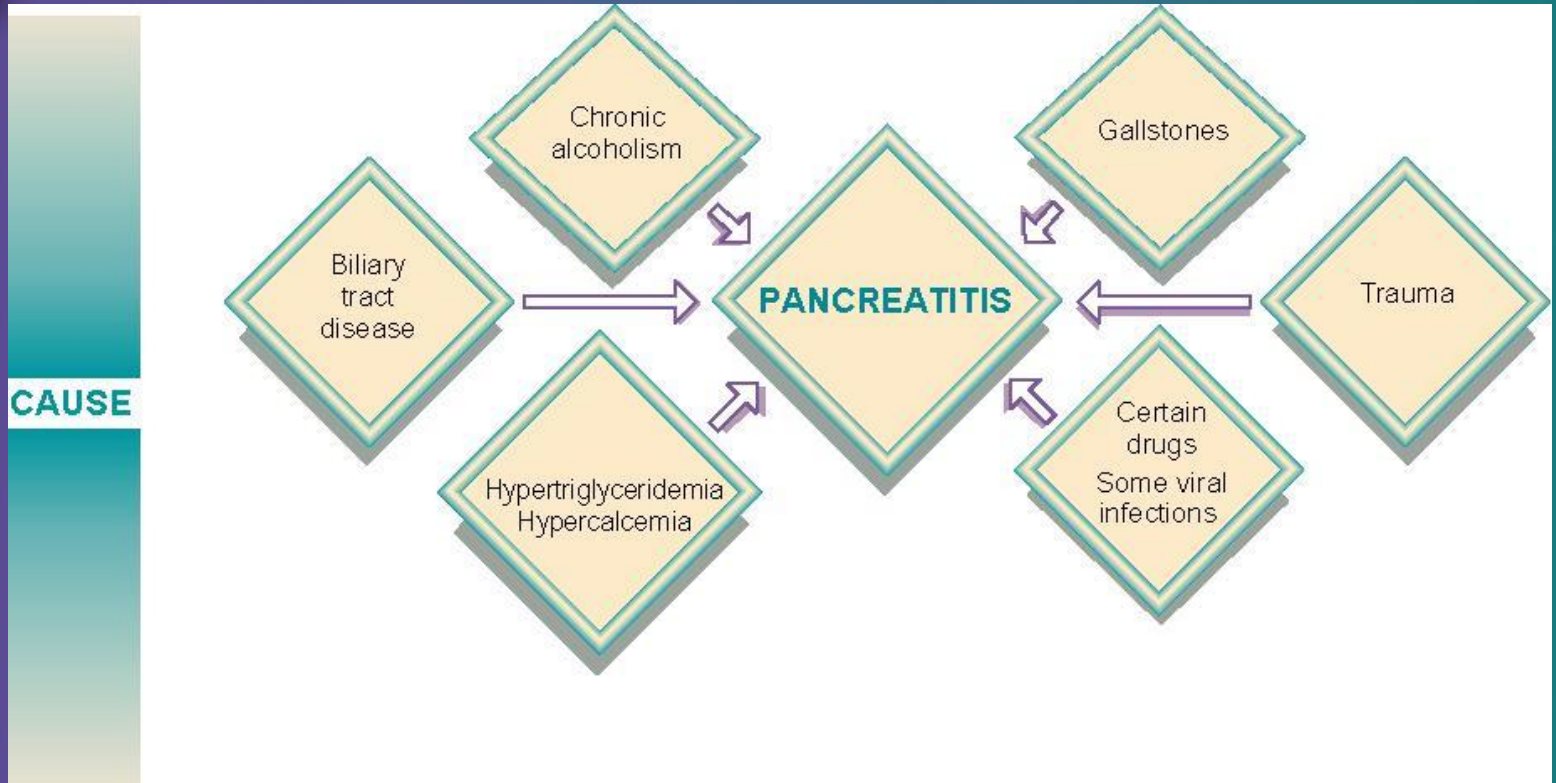 Chronic
alcoholism
Gallstones
Biliary
tract
disease
PANCREATITIS
Trauma
CAUSE
Hypertriglyceridemia
Hypercalcemia
Certain
drugs
Some viral
infections